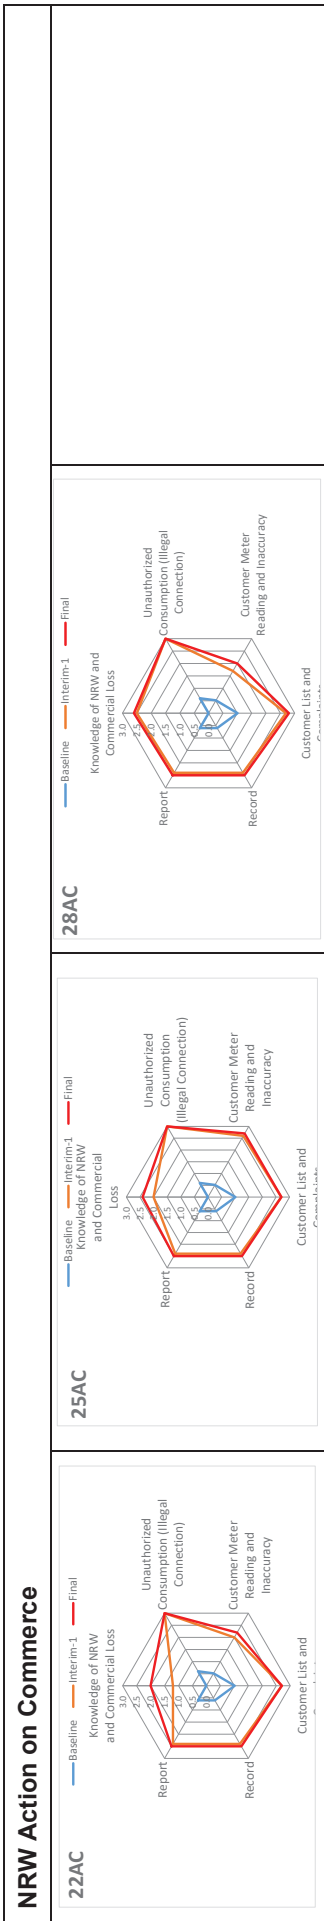 NRW Action on Commerce
22AC
Baseline
Interim-1
Final
Knowledge of NRW
and Commercial Loss
3.0
2.5
2.0
1.5
1.0
0.5
0.0
Unauthorized
Consumption (Illegal
Connection)
Customer Meter
Reading and
Inaccuracy
Customer List and
Record
Report
25AC
Baseline
Interim-1
Final
Knowledge of NRW
and Commercial
Loss
3.0
2.5
2.0
1.5
1.0
0.5
0.0
Unauthorized
Consumption
(Illegal Connection)
Customer Meter
Reading and
Inaccuracy
Customer List and
Record
Report
28AC
Baseline
Interim-1
Final
Knowledge of NRW and
Commercial Loss
3.0
2.5
2.0
1.5
1.0
0.5
0.0
Unauthorized
Consumption (Illegal
Connection)
Customer Meter
Reading and Inaccuracy
Customer List and
Record
Report